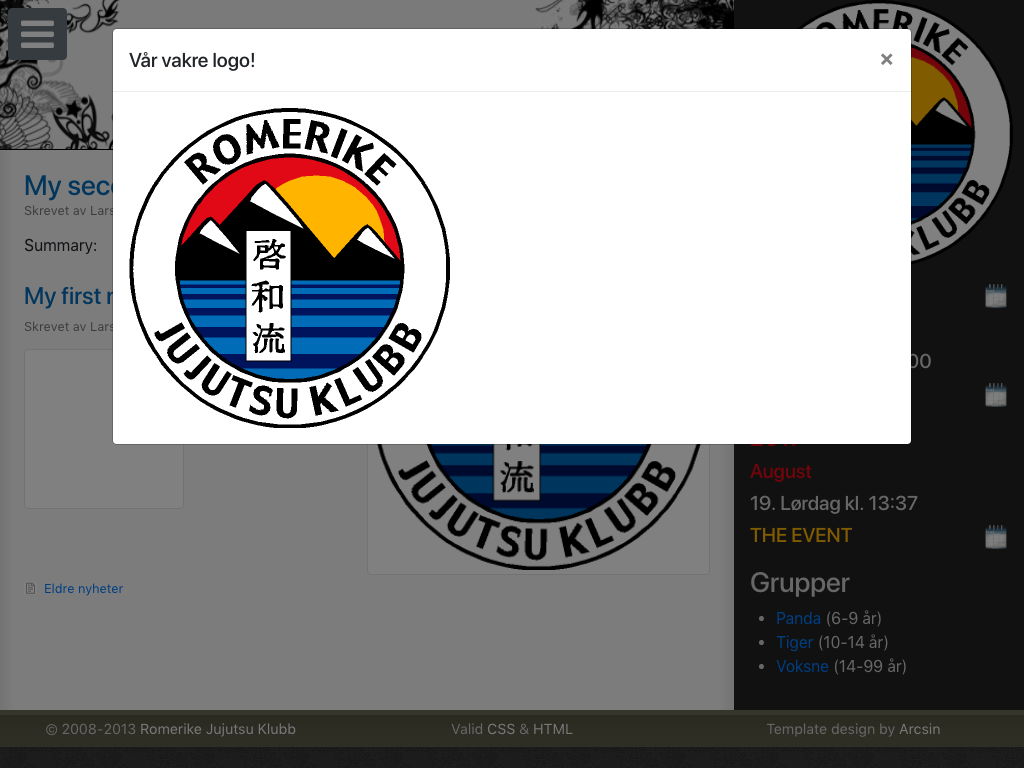 Vår vakre logo!
×
ROMERIKE
啓
和
流
JUJUTSU KLUBB
Skrevet av Lars
Summary:
My first
Skrevet av Lars
流
JUJUTSU KLUBB
Eldre nyheter
KLUBB
00
August
19. Lørdag kl. 13:37
THE EVENT
Grupper
Panda (6-9 år)
Tiger (10-14 år)
Voksne (14-99 år)
© 2008-2013 Romerike Jujutsu Klubb
Valid CSS & HTML
Template design by Arcsin